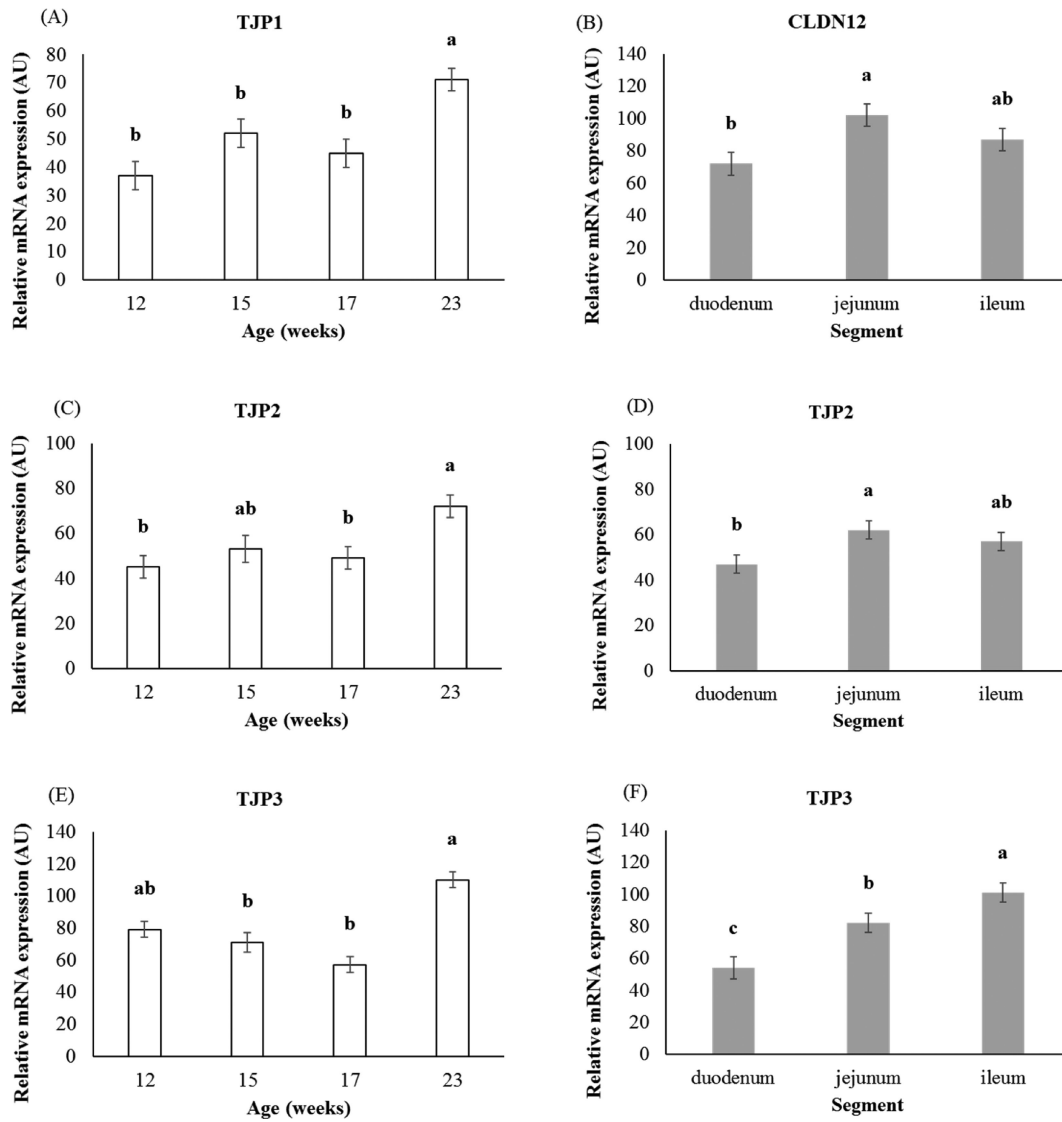 (A)
TJP1
Relative mRNA expression (AU)
80
70
60
50
40
30
20
10
0
b
b
b
a
12 15 17 23
Age (weeks)
(B)
CLDN12
Relative mRNA expression (AU)
140
120
100
80
60
40
20
0
b
a
ab
duodenum jejunum ileum
Segment
(C)
TJP2
Relative mRNA expression (AU)
100
80
60
40
20
0
b
ab
b
a
12 15 17 23
Age (weeks)
(D)
TJP2
Relative mRNA expression (AU)
100
80
60
40
20
0
b
a
ab
duodenum jejunum ileum
Segment
(E)
TJP3
Relative mRNA expression (AU)
140
120
100
80
60
40
20
0
ab
b
b
a
12 15 17 23
Age (weeks)
(F)
TJP3
Relative mRNA expression (AU)
140
120
100
80
60
40
20
0
c
b
a
duodenum jejunum ileum
Segment